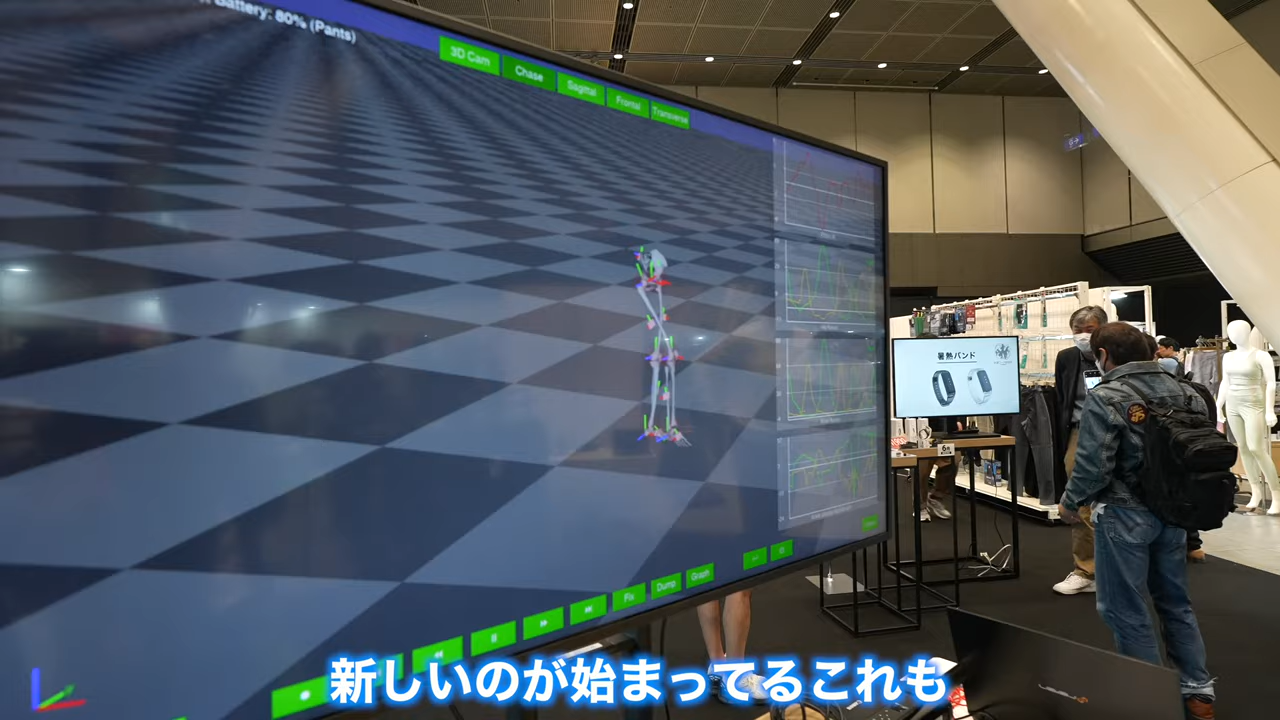 Battery: 80% (Pants)
3D Cam
Chase
Sagittal
Frontal
Transverse
暑熱バンド
Fix
Dump
Graph
新しいのが始まってるこれも